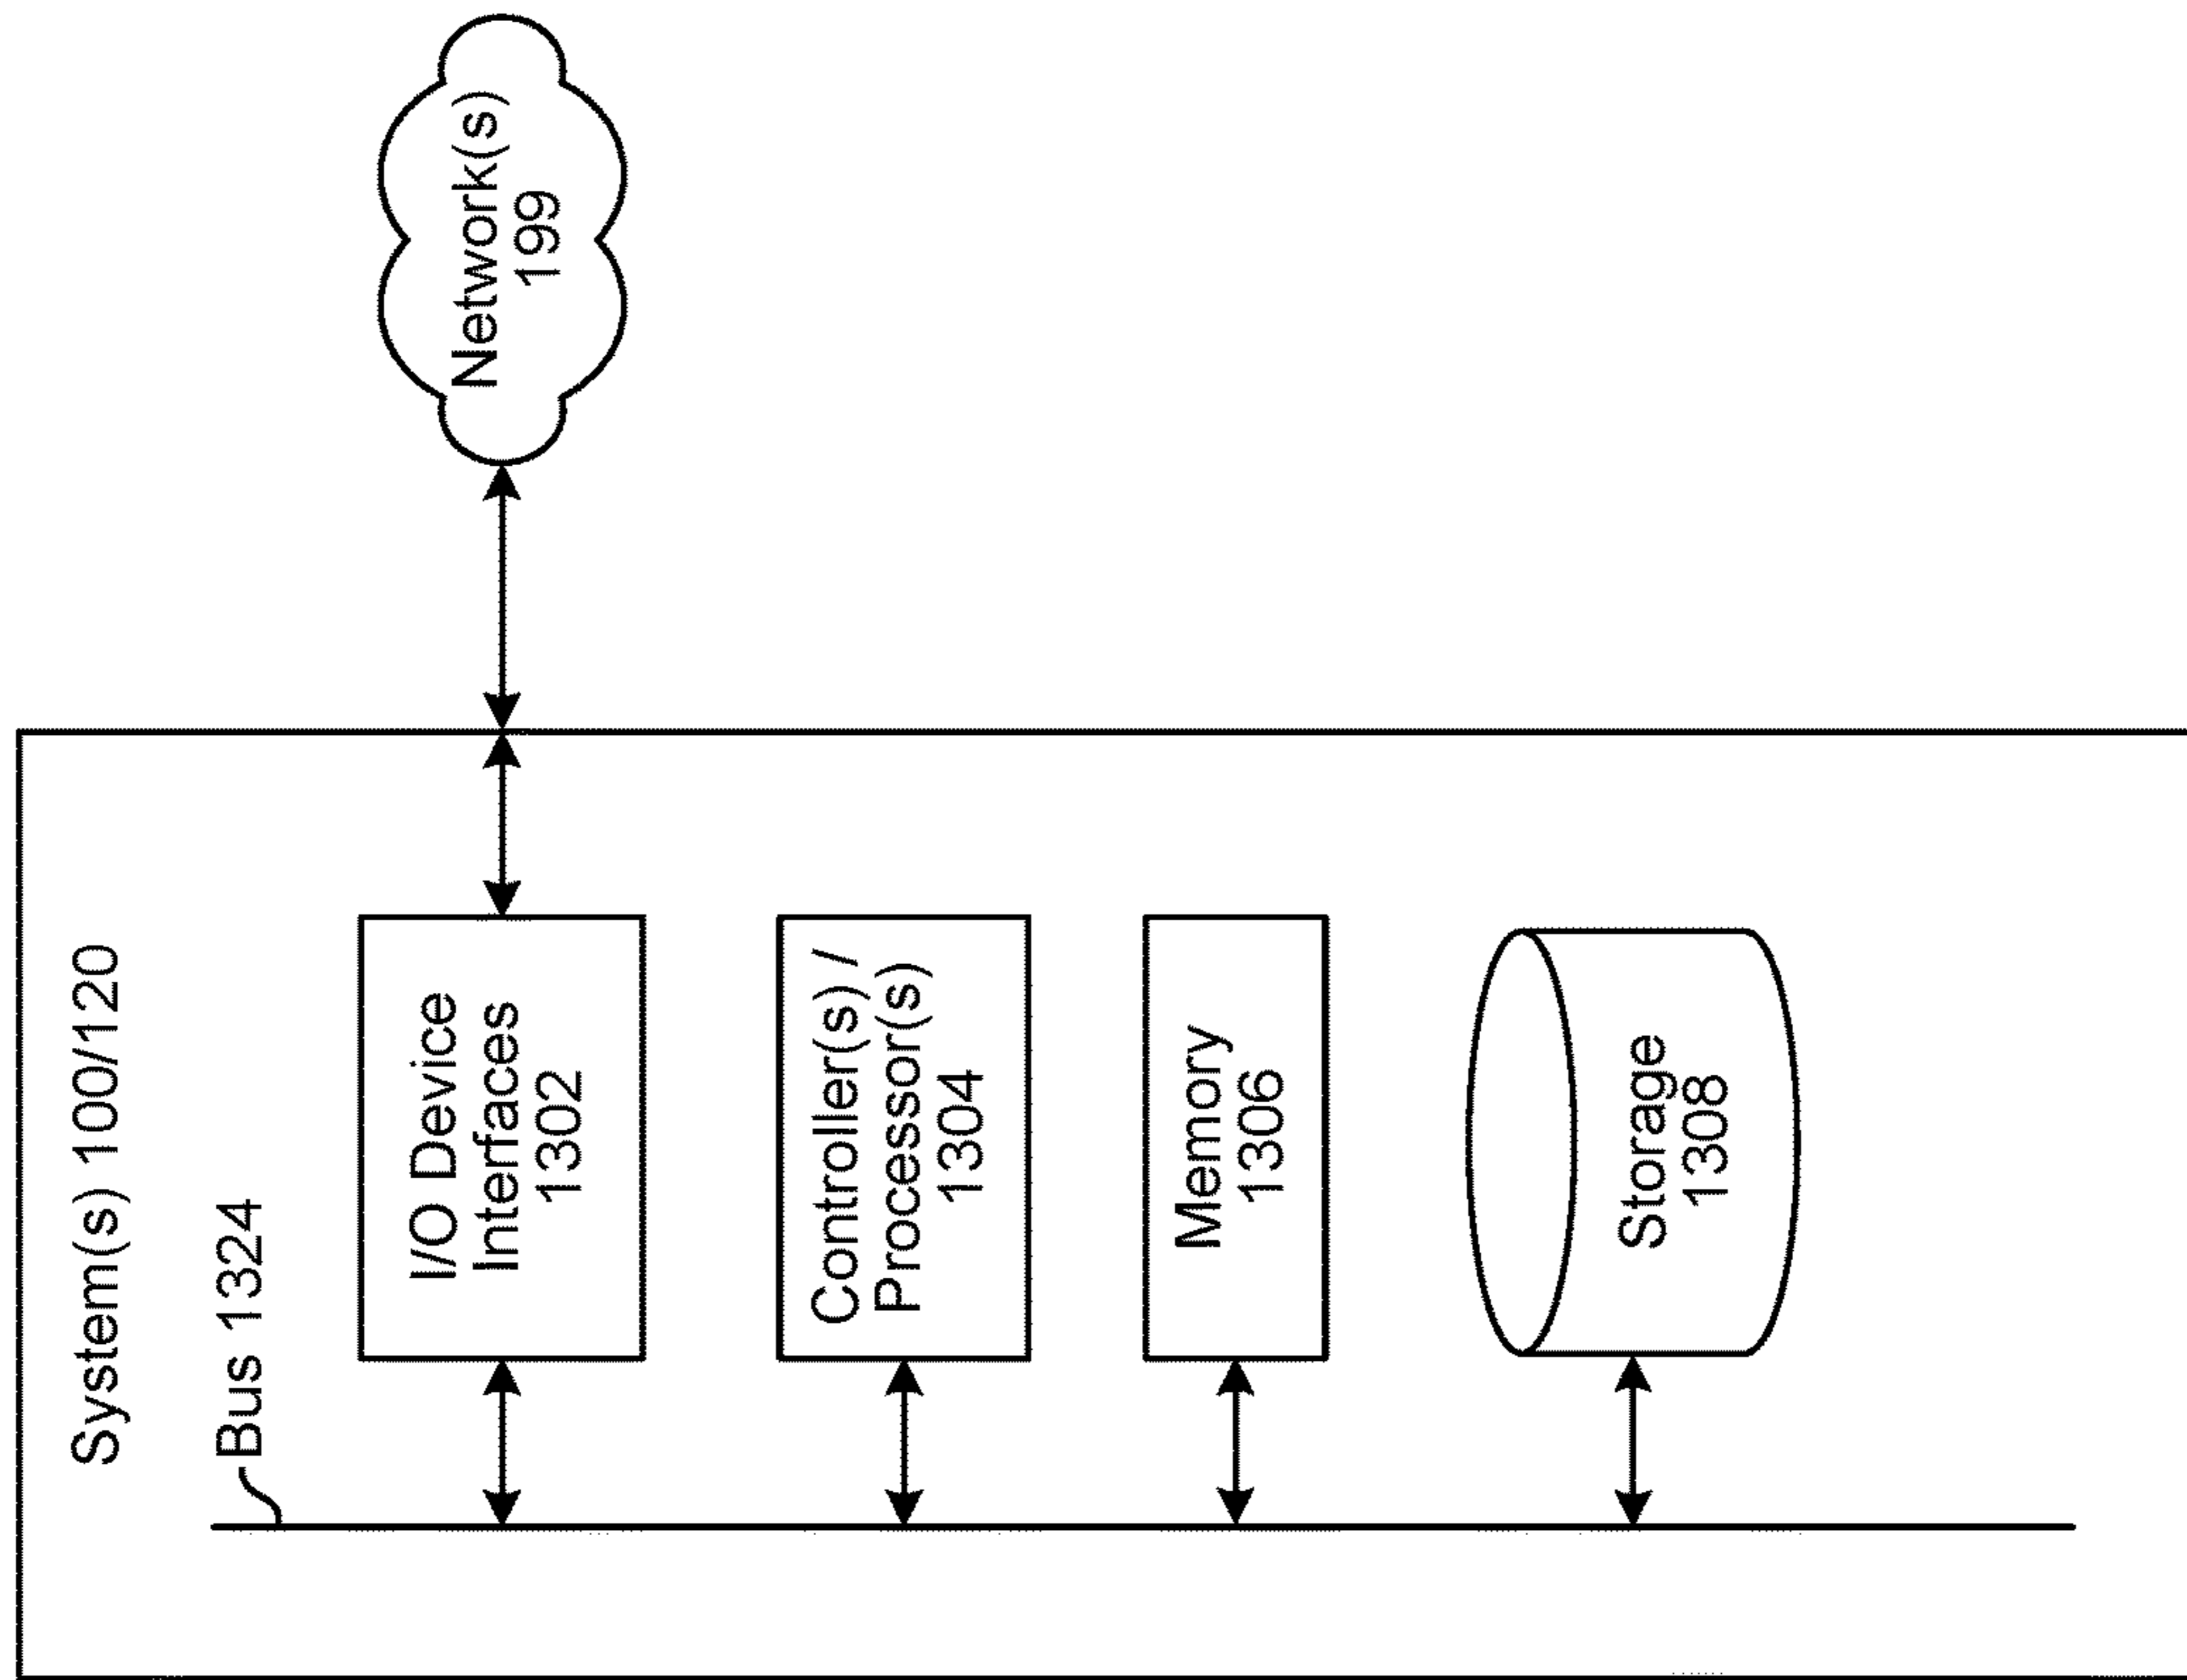 System(s) 100/120
Bus 1324
I/O Device
Interfaces
1302
Controller(s) /
Processor(s)
1304
Memory
1306
Storage
1308
Network(s)
199